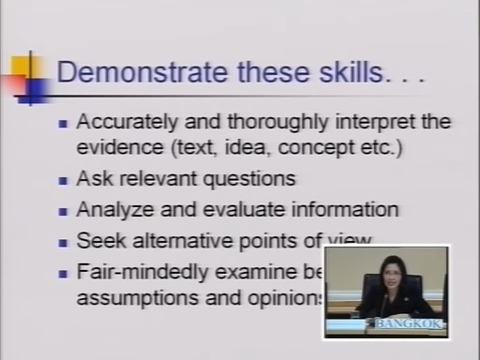 Demonstrate these skills. . .
Accurately and thoroughly interpret the
evidence (text, idea, concept etc.)
Ask relevant questions
Analyze and evaluate information
Seek alternative points of view
Fair-mindedly examine be
assumptions and opinions
BANGKOK